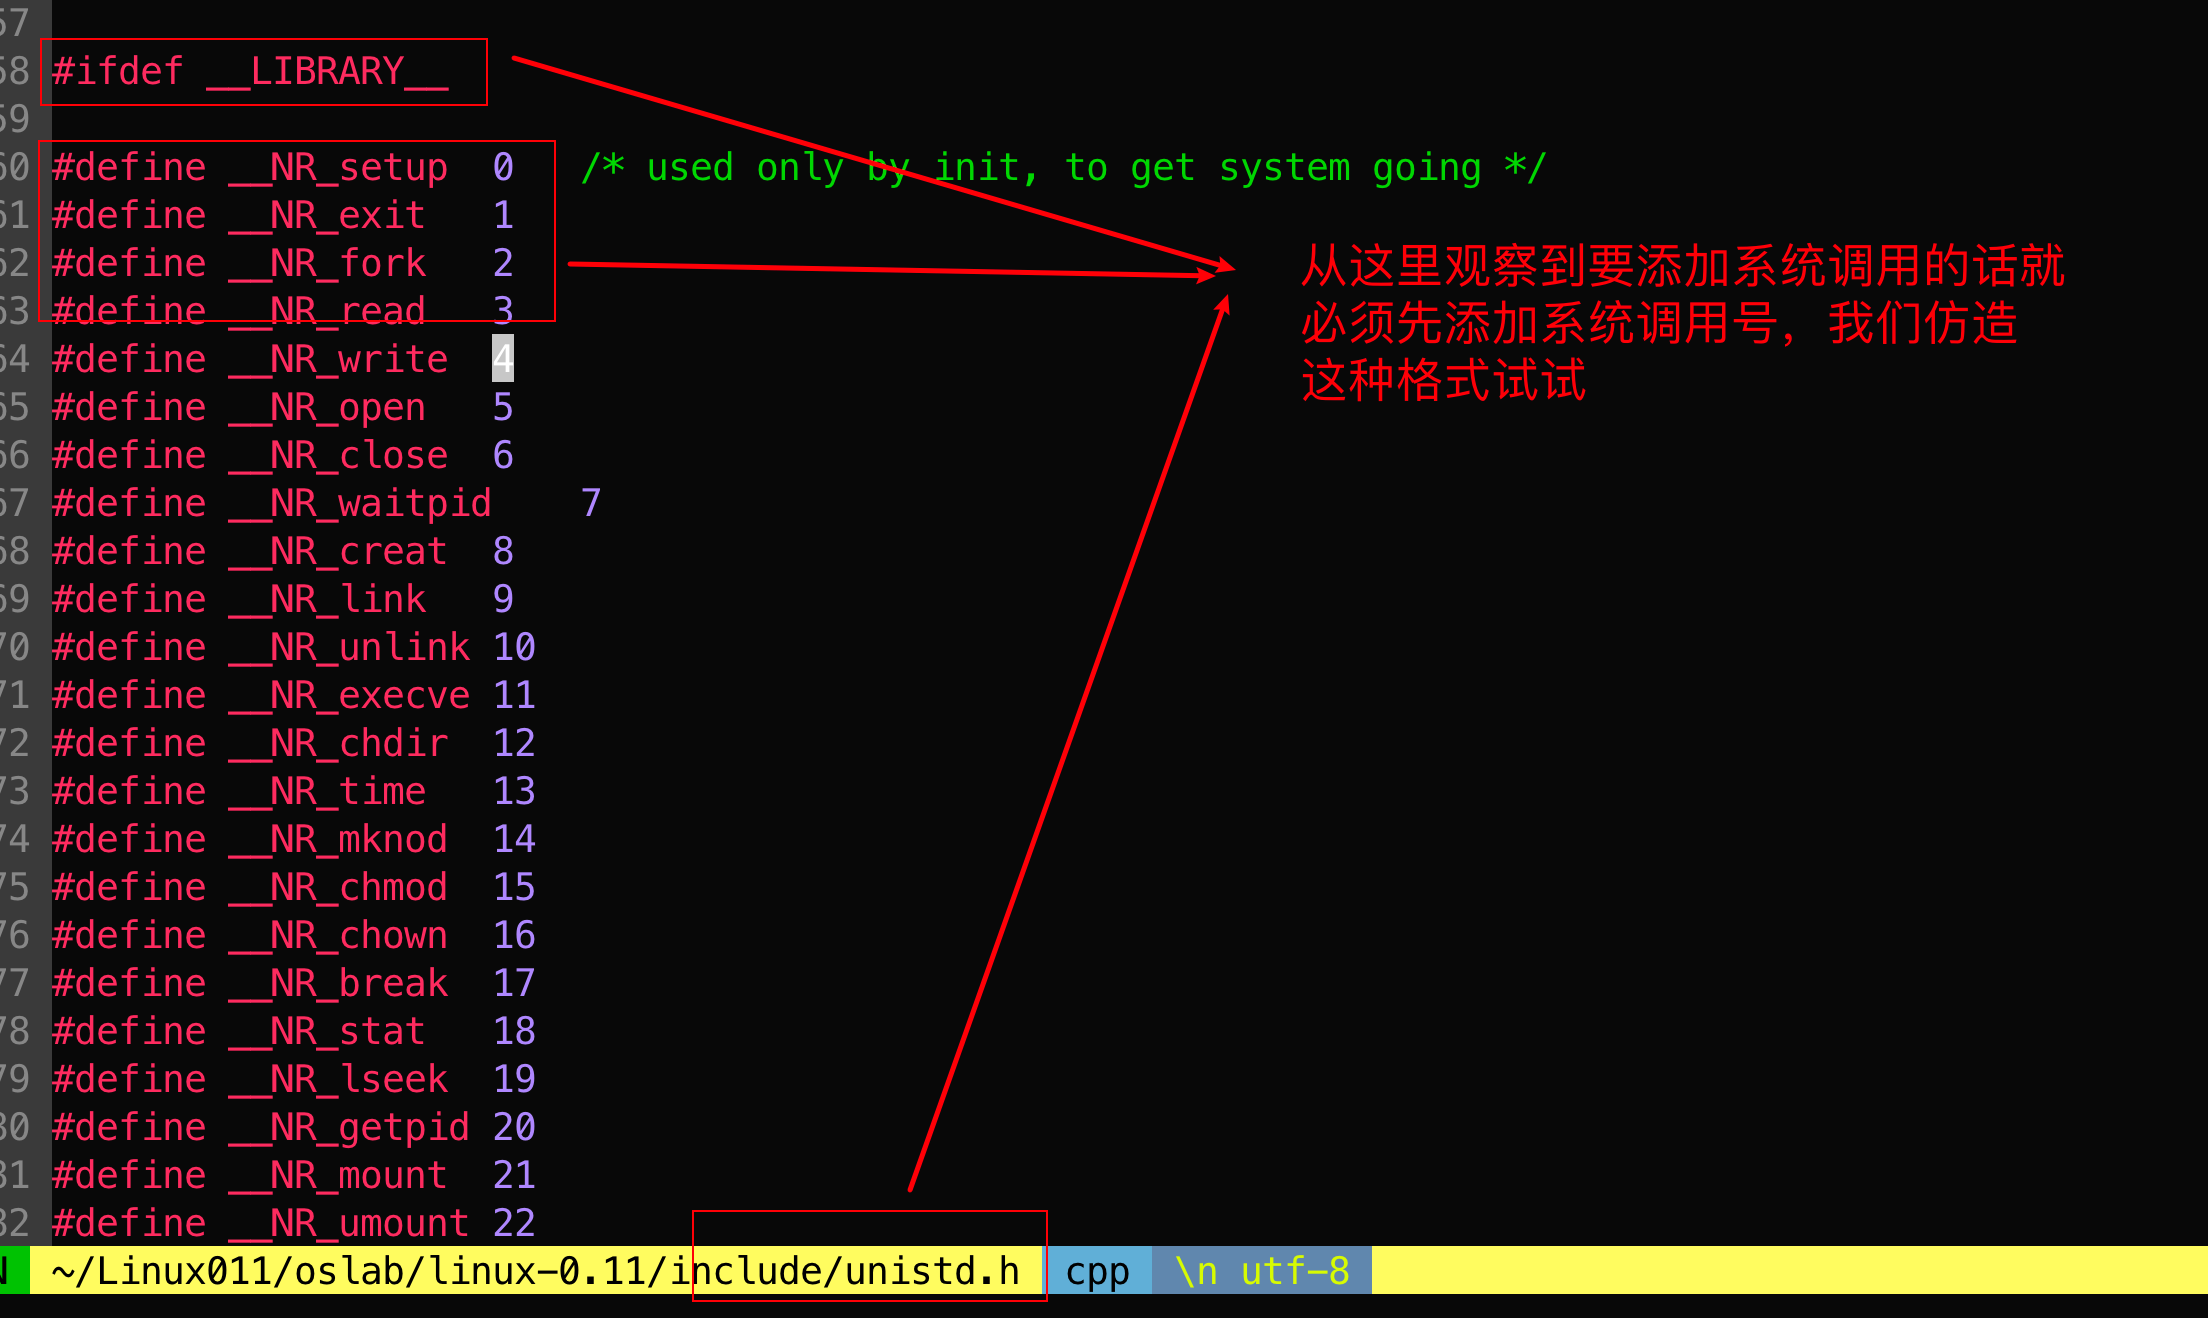 57
58 #ifdef __LIBRARY__
59
60 #define __NR_setup 0 /* used only by init, to get system going */
61 #define __NR_exit 1
62 #define __NR_fork 2
63 #define __NR_read 3
64 #define __NR_write 4
65 #define __NR_open 5
66 #define __NR_close 6
67 #define __NR_waitpid 7
68 #define __NR_creat 8
69 #define __NR_link 9
70 #define __NR_unlink 10
71 #define __NR_execve 11
72 #define __NR_chdir 12
73 #define __NR_time 13
74 #define __NR_mknod 14
75 #define __NR_chmod 15
76 #define __NR_chown 16
77 #define __NR_break 17
78 #define __NR_stat 18
79 #define __NR_lseek 19
80 #define __NR_getpid 20
81 #define __NR_mount 21
82 #define __NR_umount 22
从这里观察到要添加系统调用的话就
必须先添加系统调用号，我们仿造
这种格式试试
N ~/Linux011/oslab/linux-0.11/include/unistd.h cpp \n utf-8